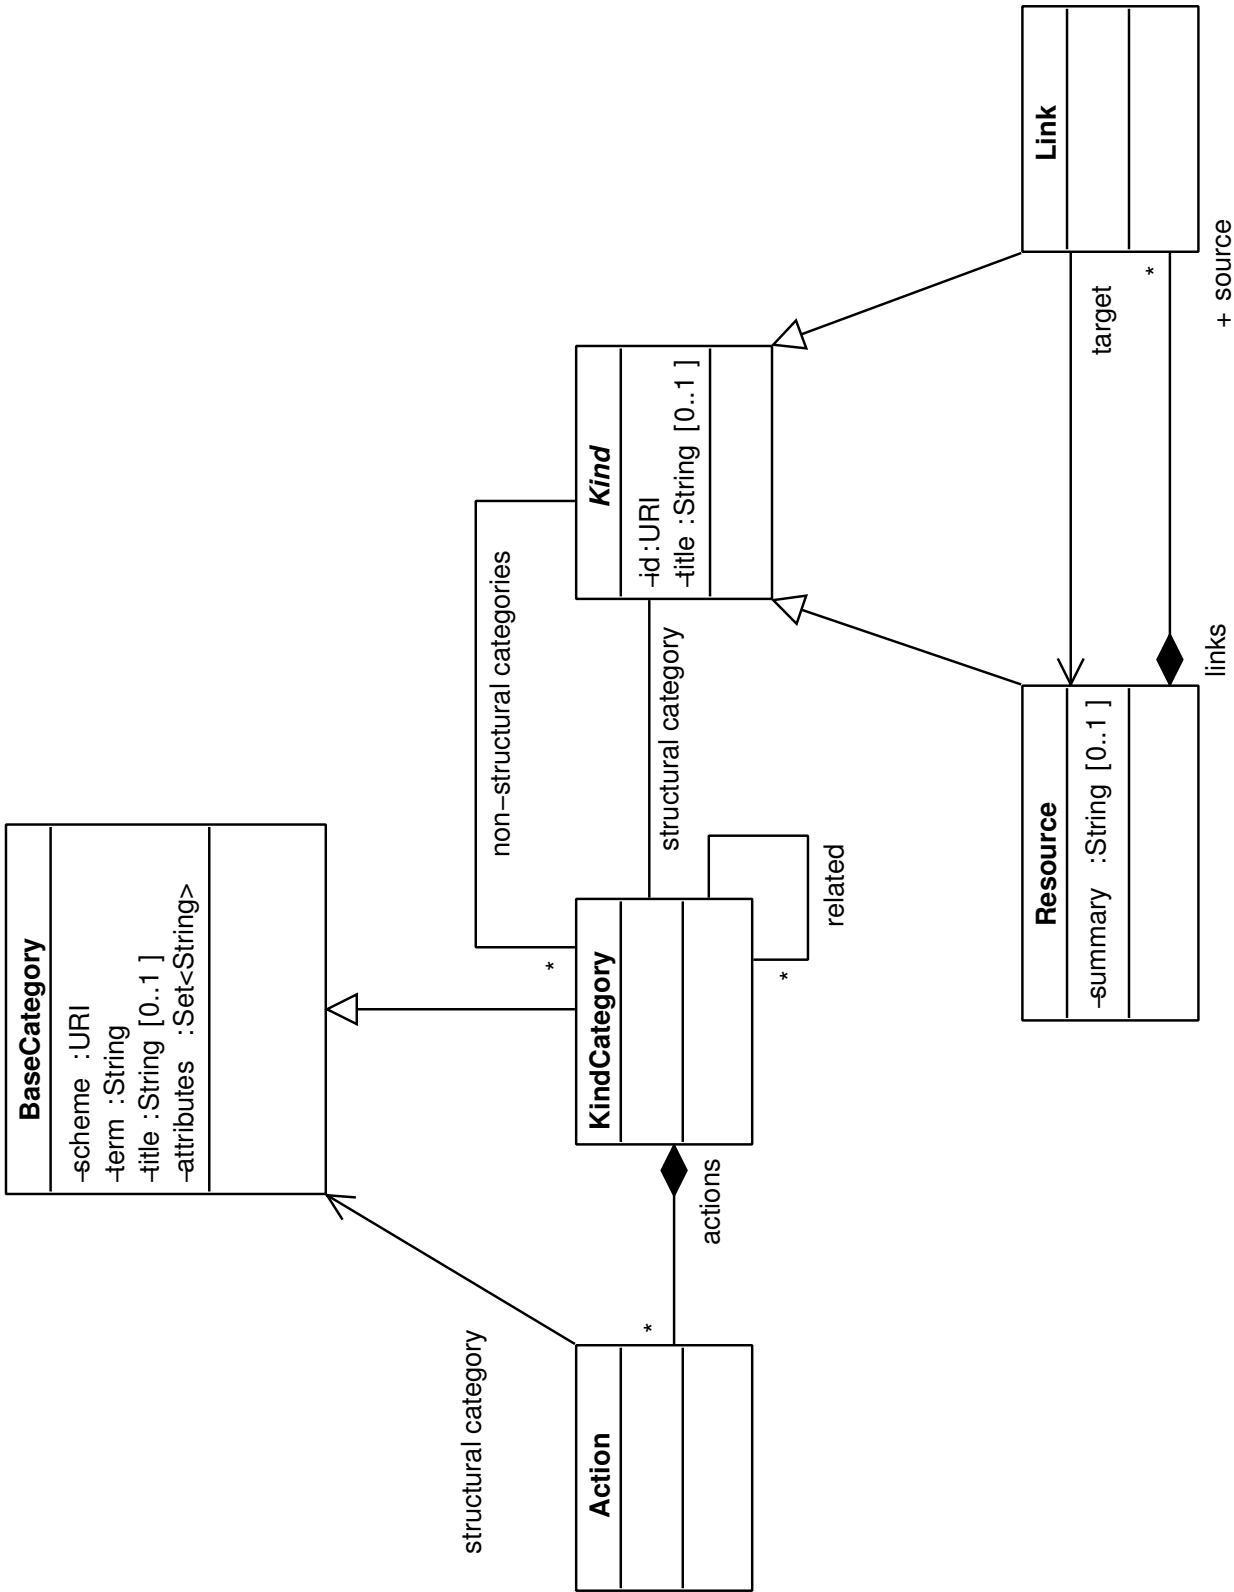 BaseCategory
-scheme :URI
-term :String
-title :String [0..1 ]
-attributes :Set<String>
structural category
non-structural categories
*
Action
*
actions
KindCategory
*
related
structural category
Kind
-id :URI
-title :String [0..1 ]
Resource
-summary :String [0..1 ]
links
target
*
+ source
Link